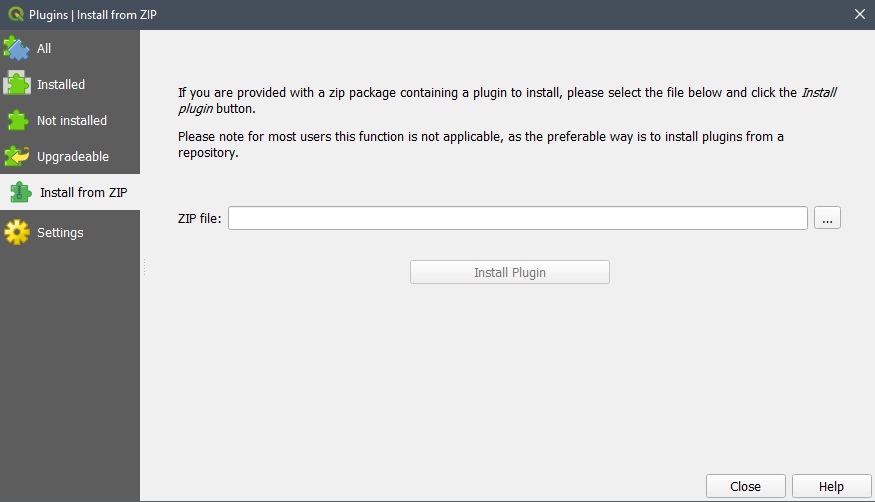 Plugins | Install from ZIP
All
Installed
Not installed
Upgradeable
Install from ZIP
Settings
If you are provided with a zip package containing a plugin to install, please select the file below and click the Install
plugin button.
Please note for most users this function is not applicable, as the preferable way is to install plugins from a
repository.
ZIP file:
...
Install Plugin
Close
Help